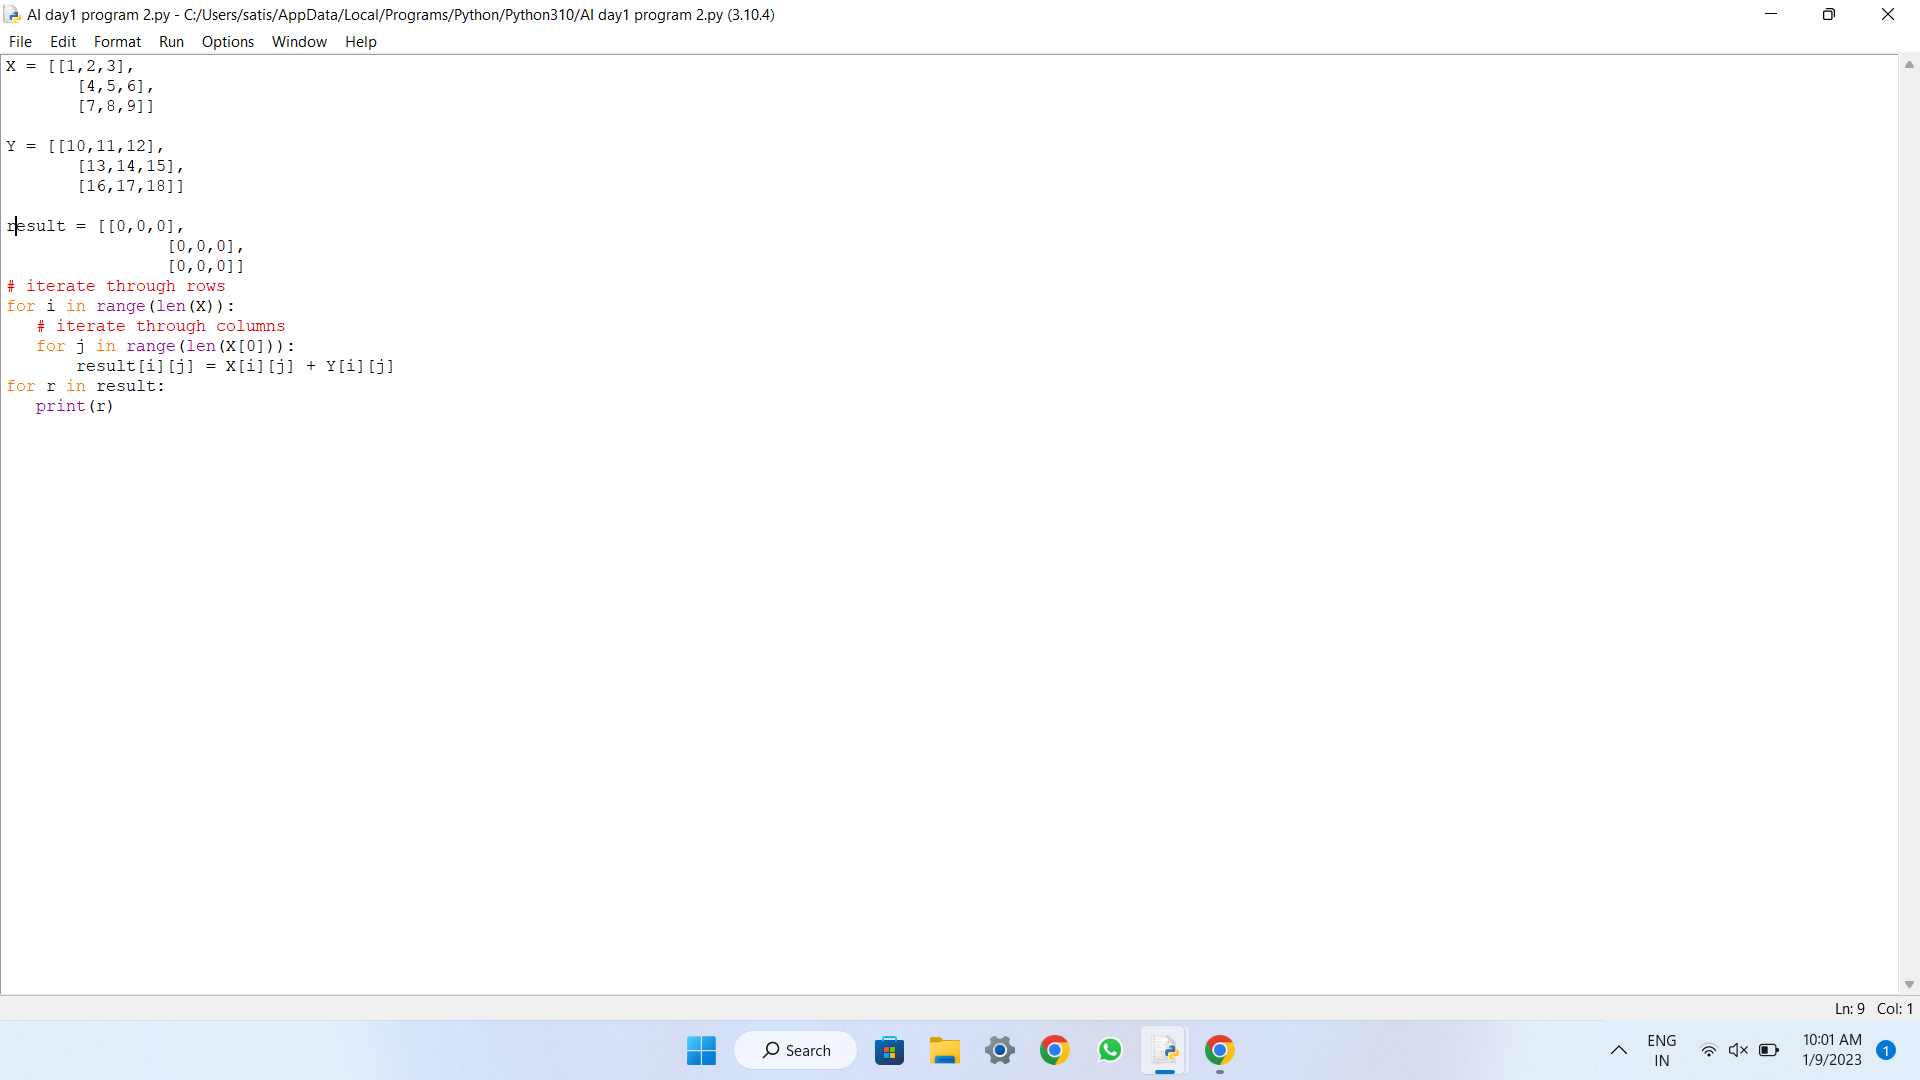 AI day1 program 2.py - C:/Users/satis/AppData/Local/Programs/Python/Python310/AI day1 program 2.py (3.10.4)
File Edit Format Run Options Window Help
X = [[1,2,3],
       [4,5,6],
       [7,8,9]]

Y = [[10,11,12],
       [13,14,15],
       [16,17,18]]

result = [[0,0,0],
                [0,0,0],
                [0,0,0]]
# iterate through rows
for i in range(len(X)):
   # iterate through columns
   for j in range(len(X[0])):
       result[i][j] = X[i][j] + Y[i][j]
for r in result:
   print(r)
Ln: 9 Col: 1
Search
ENG
IN
10:01 AM
1/9/2023
1